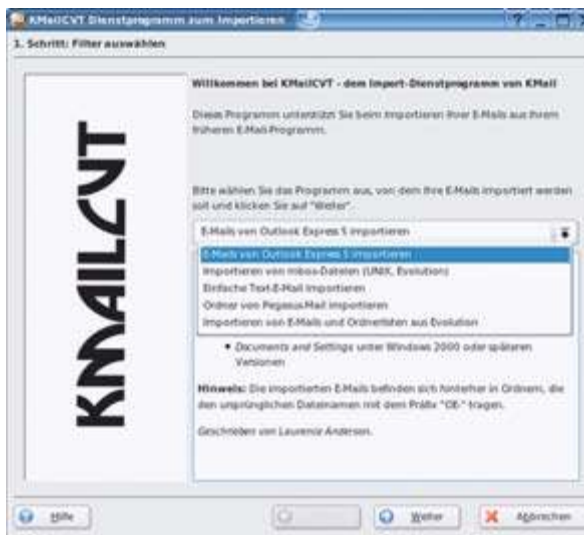 KMailCVT Dienstprogramm zum Importieren
1. Schritt: Filter auswählen
KMAILCVT
Willkommen bei KMailCVT - dem Import-Dienstprogramm von KMail
Dieses Programm unterstützt Sie beim Importieren Ihrer E-Mails aus Ihrem
früheren E-Mail-Programm.
Bitte wählen Sie das Programm aus, von dem Ihre E-Mails importiert werden
soll und klicken Sie auf "Weiter".
E-Mails von Outlook Express 5 importieren
E-Mails von Outlook Express 5 importieren
Importieren von mbox-Dateien (UNIX, Evolution)
Einfache Text-E-Mail importieren
Ordner von Pegasus-Mail importieren
Importieren von E-Mails und Ordnerlisten aus Evolution
• Documents and Settings unter Windows 2000 oder späteren
Versionen
Hinweis: Die importierten E-Mails befinden sich hinterher in Ordnern, die
den ursprünglichen Dateinamen mit dem Präfix "OE-" tragen.
Geschrieben von Laurence Anderson.
Hilfe
Weiter
Abbrechen